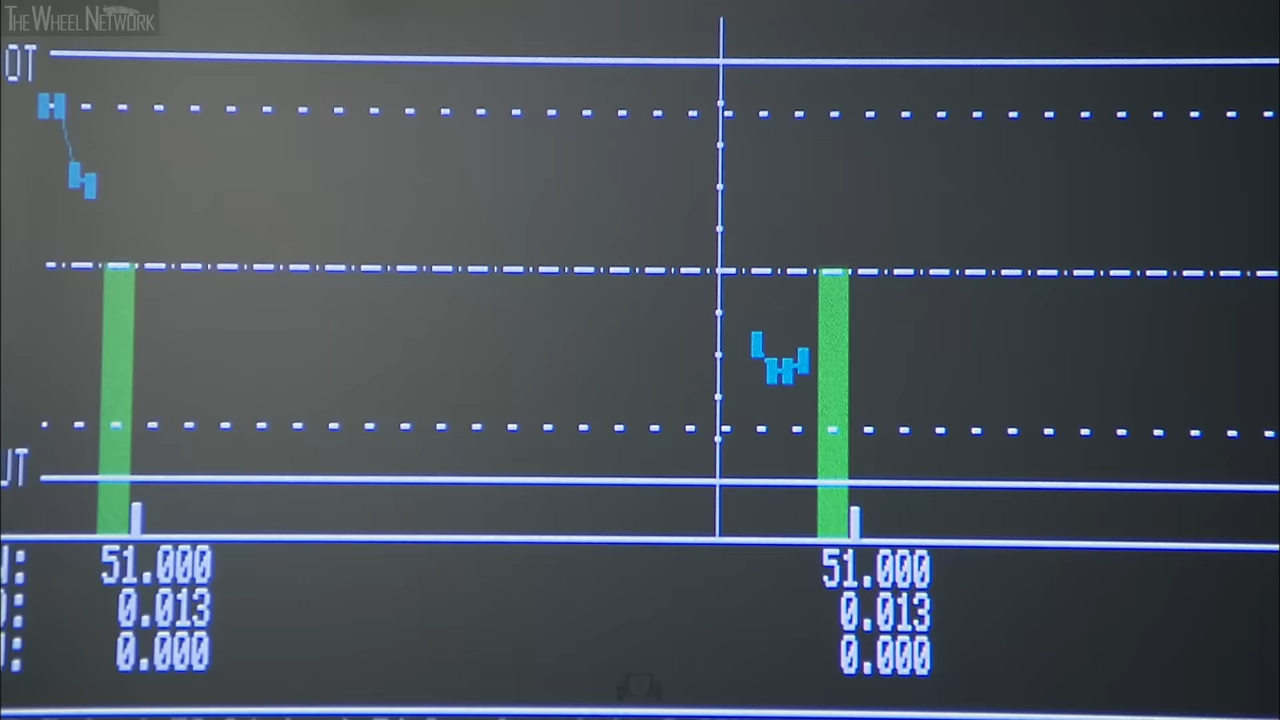 THE WHEEL NETWORK
OT
UT
N: 51.000 51.000
O: 0.013 0.013
U: 0.000 0.000